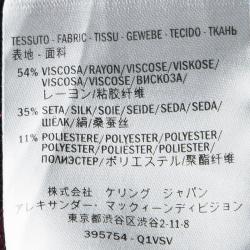 TESSUTO - FABRIC - TISSU - GEWEBE - TECIDO - ТКАНЬ
表地 - 面料
54% VISCOSA/RAYON/VISCOSE/VISKOSE/
VISCOSA/VISCOSE/ВИСКОЗА/
レーヨン/粘胶纤维
35% SETA/SILK/SOIE/SEIDE/SEDA/SEDA/
ШЕЛК/絹/桑蚕丝
11% POLIESTERE/POLYESTER/POLYESTER/
POLYESTER/POLIÉSTER/POLIESTER/
ПОЛИЭСТЕР/ポリエステル/聚酯纤维
株式会社 ケリング ジャパン
アレキサンダー・マックイーンディビジョン
東京都渋谷区渋谷2-11-8
395754 - Q1VSV